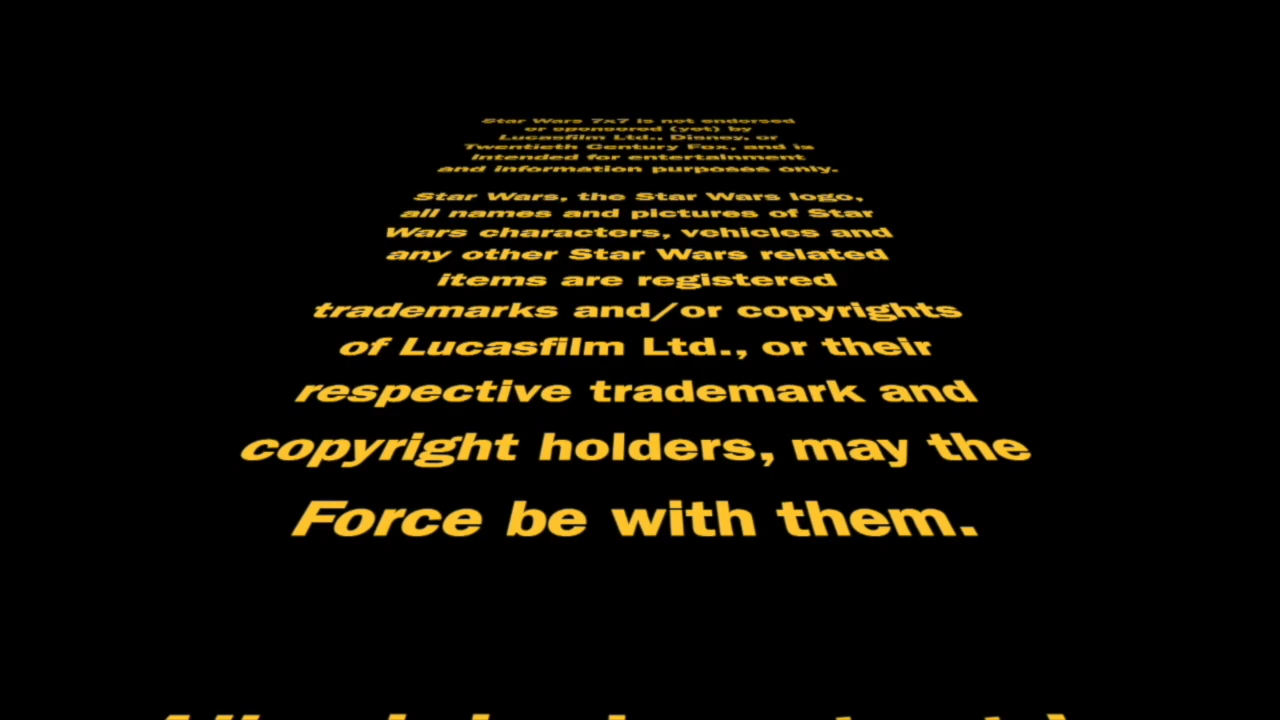 Star Wars 7x7 is not endorsed
or sponsored (yet) by
Lucasfilm Ltd., Disney, or
Twentieth Century Fox, and is
intended for entertainment
and information purposes only.
Star Wars, the Star Wars logo,
all names and pictures of Star
Wars characters, vehicles and
any other Star Wars related
items are registered
trademarks and/or copyrights
of Lucasfilm Ltd., or their
respective trademark and
copyright holders, may the
Force be with them.